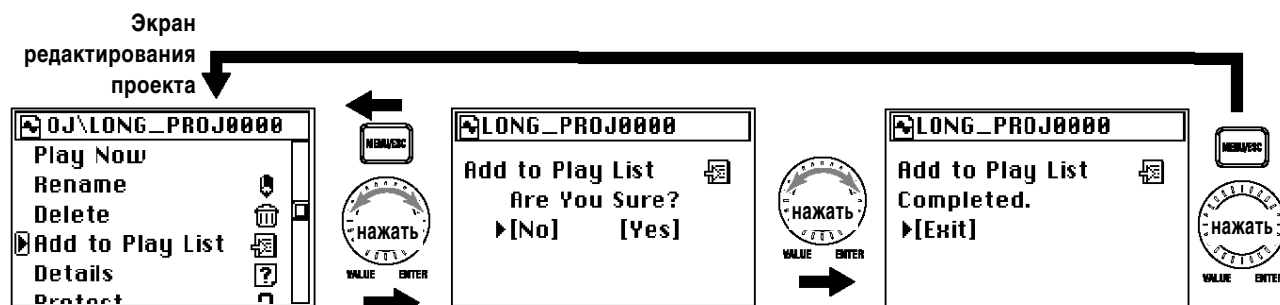 Экран
редактирования
проекта
OJ\LONG_PROJ0000
Play Now
Rename
Delete
Add to Play List
Details
Protect
MENU/ESC
нажать
VALUE ENTER
LONG_PROJ0000
Add to Play List
Are You Sure?
[No] [Yes]
нажать
VALUE ENTER
LONG_PROJ0000
Add to Play List
Completed.
[Exit]
MENU/ESC
нажать
VALUE ENTER